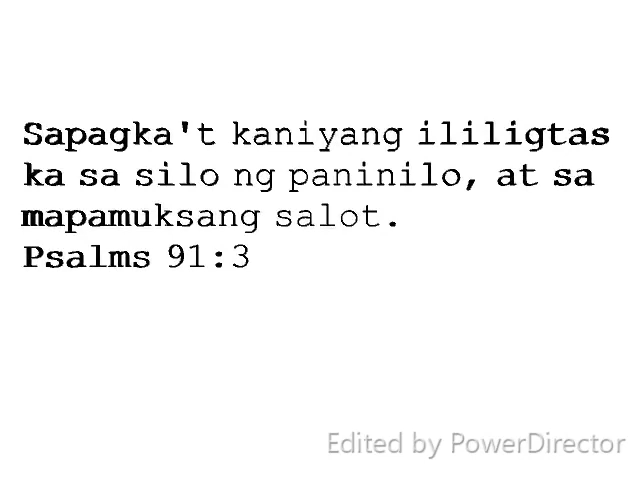 Sapagka't kaniyang ililigtas
ka sa silo ng paninilo, at sa
mapamuksang salot.
Psalms 91:3
Edited by PowerDirector